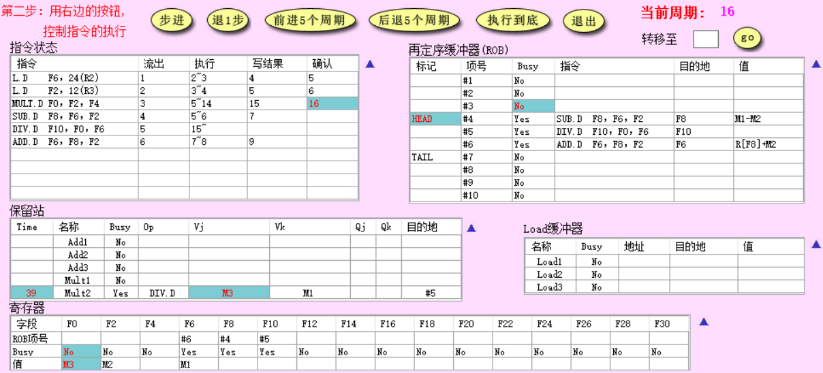 第二步：用右边的按钮，
控制指令的执行
步进 退1步 前进5个周期 后退5个周期 执行到底 退出
当前周期： 16
转移至 go
指令状态
指令 流出 执行 写结果 确认
L.D F6, 24(R2) 1 2~3 4 5
L.D F2, 12(R3) 2 3~4 5 6
MULT.D F0, F2, F4 3 5~14 15 16
SUB.D F8, F6, F2 4 5~6 7
DIV.D F10, F0, F6 5 15~
ADD.D F6, F8, F2 6 7~8 9
再定序缓冲器(ROB)
标记 项号 Busy 指令 目的地 值
#1 No
#2 No
#3 No
HEAD #4 Yes SUB.D F8, F6, F2 F8 M1-M2
#5 Yes DIV.D F10, F0, F6 F10
#6 Yes ADD.D F6, F8, F2 F6 R[F8]+M2
TAIL #7 No
#8 No
#9 No
#10 No
保留站
Time 名称 Busy Op Vj Vk Qj Qk 目的地
Add1 No
Add2 No
Add3 No
Mult1 No
39 Mult2 Yes DIV.D M3 M1 #5
Load缓冲器
名称 Busy 地址 目的地 值
Load1 No
Load2 No
Load3 No
寄存器
字段 F0 F2 F4 F6 F8 F10 F12 F14 F16 F18 F20 F22 F24 F26 F28 F30
ROB项号 #6 #4 #5
Busy No No No Yes Yes Yes No No No No No No No No No No
值 M3 M2 M1